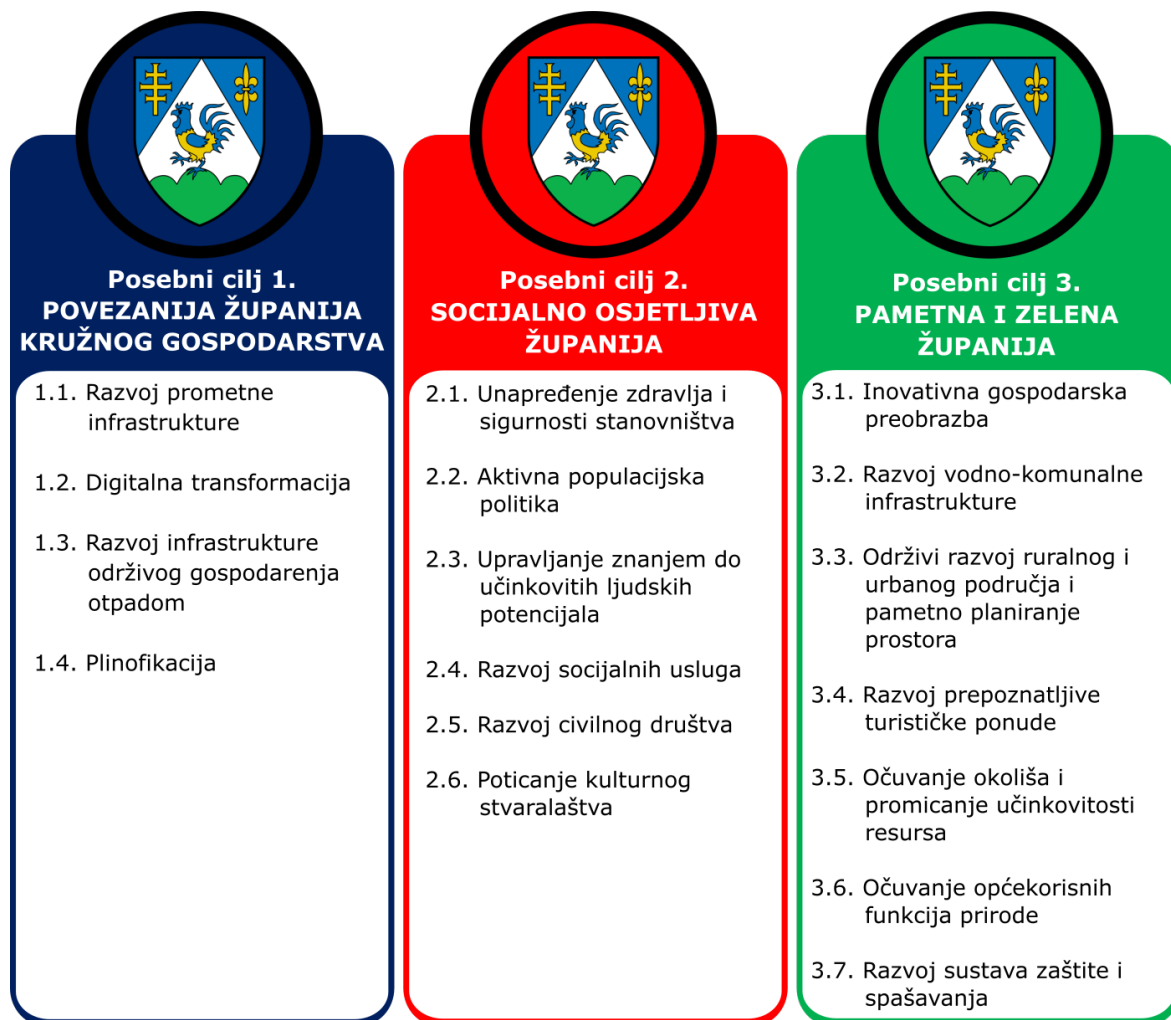 Posebni cilj 1.
POVEZANIJA ŽUPANIJA
KRUŽNOG GOSPODARSTVA
1.1. Razvoj prometne
infrastrukture
1.2. Digitalna transformacija
1.3. Razvoj infrastrukture
održivog gospodarenja
otpadom
1.4. Plinofikacija
Posebni cilj 2.
SOCIJALNO OSJETLJIVA
ŽUPANIJA
2.1. Unapređenje zdravlja i
sigurnosti stanovništva
2.2. Aktivna populacijska
politika
2.3. Upravljanje znanjem do
učinkovitih ljudskih
potencijala
2.4. Razvoj socijalnih usluga
2.5. Razvoj civilnog društva
2.6. Poticanje kulturnog
stvaralaštva
Posebni cilj 3.
PAMETNA I ZELENA
ŽUPANIJA
3.1. Inovativna gospodarska
preobrazba
3.2. Razvoj vodno-komunalne
infrastrukture
3.3. Održivi razvoj ruralnog i
urbanog područja i
pametno planiranje
prostora
3.4. Razvoj prepoznatljive
turističke ponude
3.5. Očuvanje okoliša i
promicanje učinkovitosti
resursa
3.6. Očuvanje općekorisnih
funkcija prirode
3.7. Razvoj sustava zaštite i
spašavanja